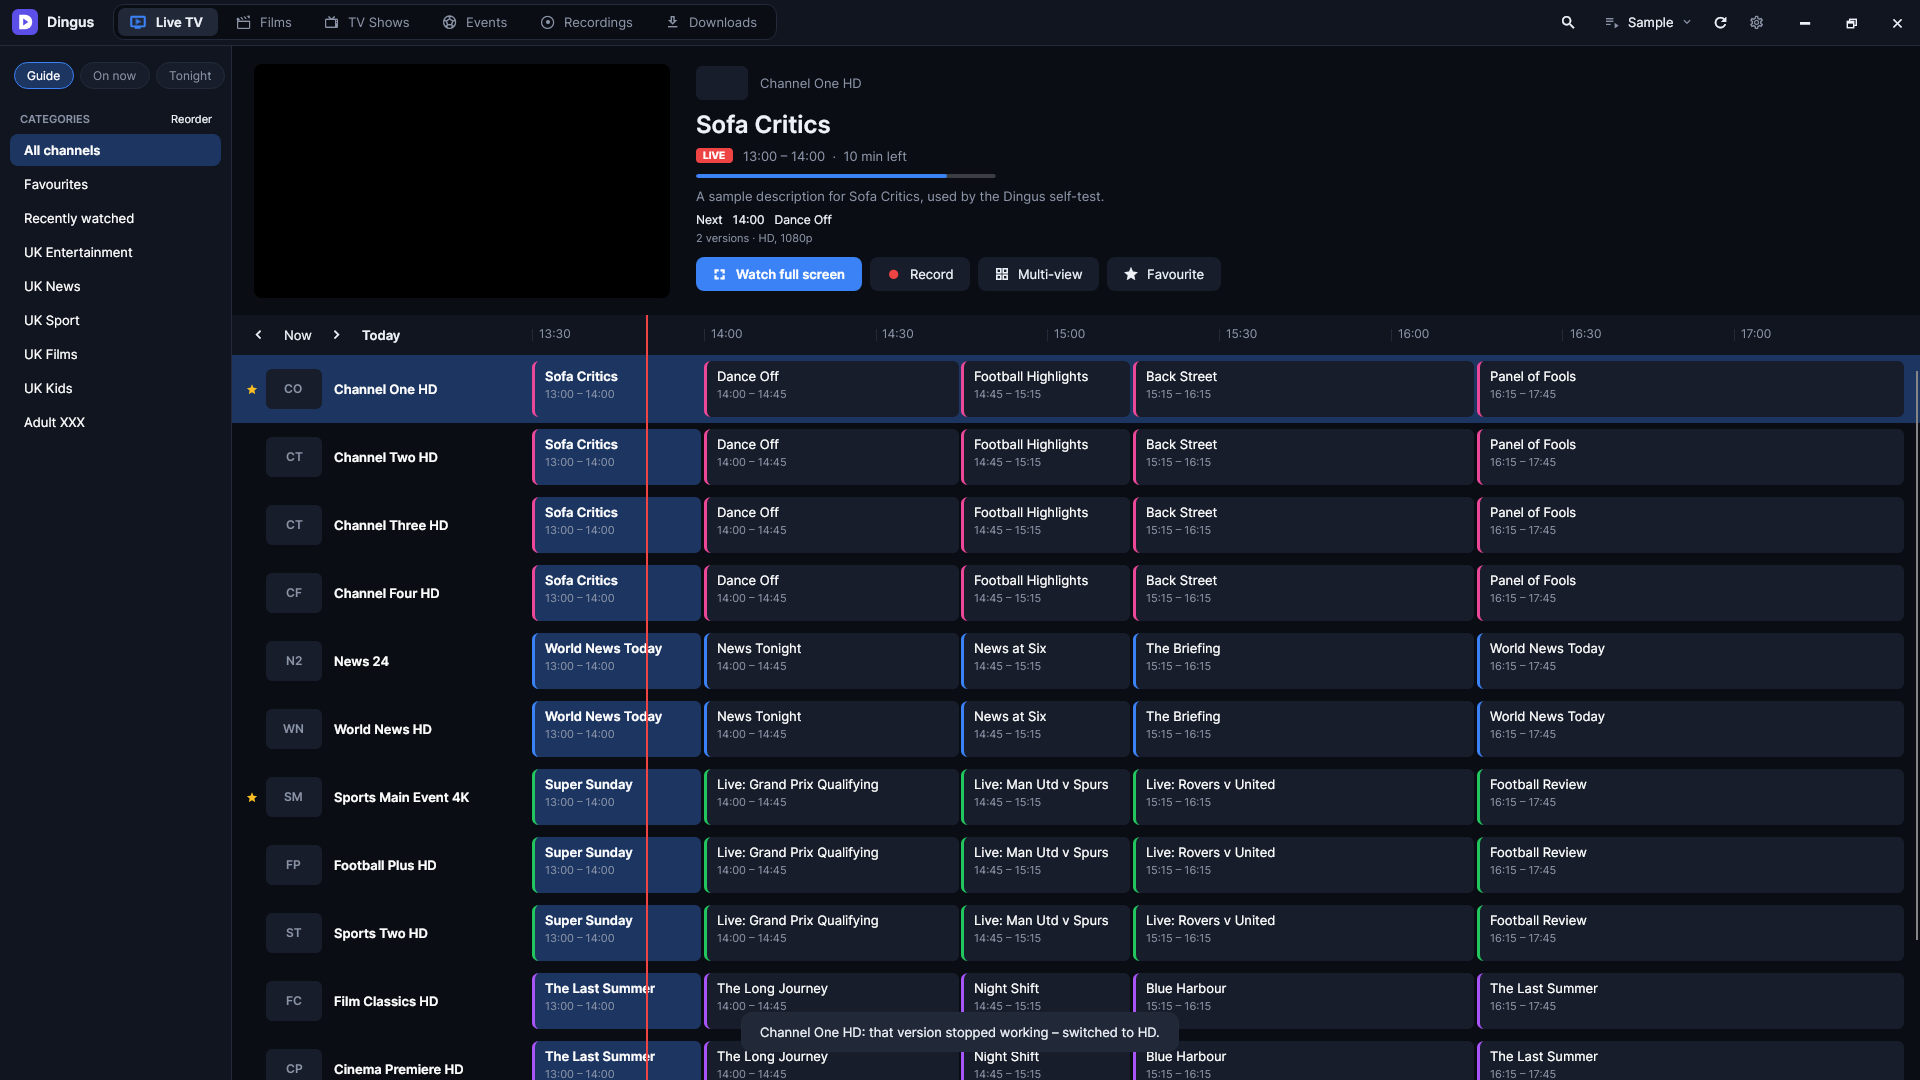 Dingus
Live TV
Films
TV Shows
Events
Recordings
Downloads
Sample
Guide
On now
Tonight
CATEGORIES
Reorder
All channels
Favourites
Recently watched
UK Entertainment
UK News
UK Sport
UK Films
UK Kids
Adult XXX
Channel One HD
Sofa Critics
LIVE 13:00 – 14:00 · 10 min left
A sample description for Sofa Critics, used by the Dingus self-test.
Next 14:00 Dance Off
2 versions · HD, 1080p
Watch full screen
Record
Multi-view
Favourite
Now
Today
13:30 14:00 14:30 15:00 15:30 16:00 16:30 17:00
CO Channel One HD
Sofa Critics Dance Off Football Highlights Back Street Panel of Fools
13:00 – 14:00 14:00 – 14:45 14:45 – 15:15 15:15 – 16:15 16:15 – 17:45
CT Channel Two HD
Sofa Critics Dance Off Football Highlights Back Street Panel of Fools
13:00 – 14:00 14:00 – 14:45 14:45 – 15:15 15:15 – 16:15 16:15 – 17:45
CT Channel Three HD
Sofa Critics Dance Off Football Highlights Back Street Panel of Fools
13:00 – 14:00 14:00 – 14:45 14:45 – 15:15 15:15 – 16:15 16:15 – 17:45
CF Channel Four HD
Sofa Critics Dance Off Football Highlights Back Street Panel of Fools
13:00 – 14:00 14:00 – 14:45 14:45 – 15:15 15:15 – 16:15 16:15 – 17:45
N2 News 24
World News Today News Tonight News at Six The Briefing World News Today
13:00 – 14:00 14:00 – 14:45 14:45 – 15:15 15:15 – 16:15 16:15 – 17:45
WN World News HD
World News Today News Tonight News at Six The Briefing World News Today
13:00 – 14:00 14:00 – 14:45 14:45 – 15:15 15:15 – 16:15 16:15 – 17:45
SM Sports Main Event 4K
Super Sunday Live: Grand Prix Qualifying Live: Man Utd v Spurs Live: Rovers v United Football Review
13:00 – 14:00 14:00 – 14:45 14:45 – 15:15 15:15 – 16:15 16:15 – 17:45
FP Football Plus HD
Super Sunday Live: Grand Prix Qualifying Live: Man Utd v Spurs Live: Rovers v United Football Review
13:00 – 14:00 14:00 – 14:45 14:45 – 15:15 15:15 – 16:15 16:15 – 17:45
ST Sports Two HD
Super Sunday Live: Grand Prix Qualifying Live: Man Utd v Spurs Live: Rovers v United Football Review
13:00 – 14:00 14:00 – 14:45 14:45 – 15:15 15:15 – 16:15 16:15 – 17:45
FC Film Classics HD
The Last Summer The Long Journey Night Shift Blue Harbour The Last Summer
13:00 – 14:00 14:00 – 14:45 14:45 – 15:15 15:15 – 16:15 16:15 – 17:45
Channel One HD: that version stopped working – switched to HD.
CP Cinema Premiere HD
The Last Summer The Long Journey Night Shift Blue Harbour The Last Summer
13:00 – 14:00 14:00 – 14:45 14:45 – 15:15 15:15 – 16:15 16:15 – 17:45